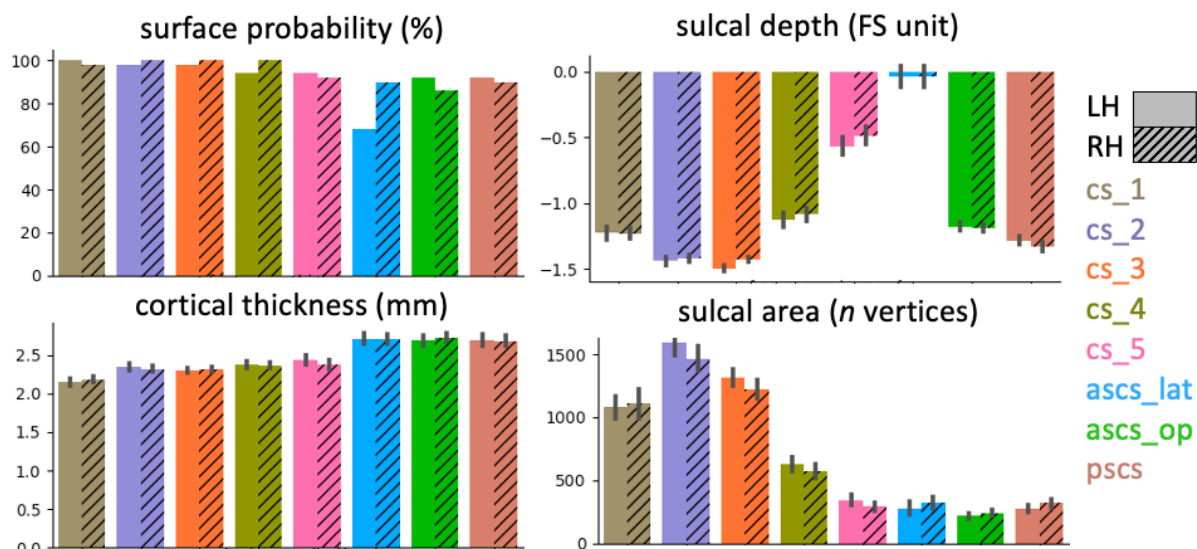 surface probability (%)
100
80
60
40
20
0
sulcal depth (FS unit)
0.0
−0.5
−1.0
−1.5
cortical thickness (mm)
2.5
2.0
1.5
1.0
0.5
0.0
sulcal area (n vertices)
1500
1000
500
0
LH
RH
cs_1
cs_2
cs_3
cs_4
cs_5
ascs_lat
ascs_op
pscs